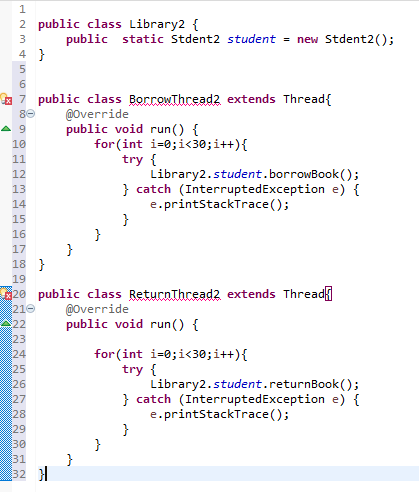 1
2 public class Library2 {
3     public  static Stdent2 student = new Stdent2();
4 }
5
6
7 public class BorrowThread2 extends Thread{
8     @Override
9     public void run() {
10         for(int i=0;i<30;i++){
11             try {
12                 Library2.student.borrowBook();
13             } catch (InterruptedException e) {
14                 e.printStackTrace();
15             }
16         }
17     }
18 }
19
20 public class ReturnThread2 extends Thread{
21     @Override
22     public void run() {
23
24         for(int i=0;i<30;i++){
25             try {
26                 Library2.student.returnBook();
27             } catch (InterruptedException e) {
28                 e.printStackTrace();
29             }
30         }
31     }
32 }